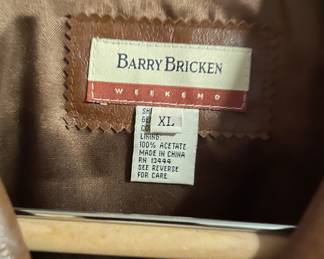 BARRY BRICKEN
WEEKEND
XL
LINING:
100% ACETATE
MADE IN CHINA
RN 13444
SEE REVERSE
FOR CARE